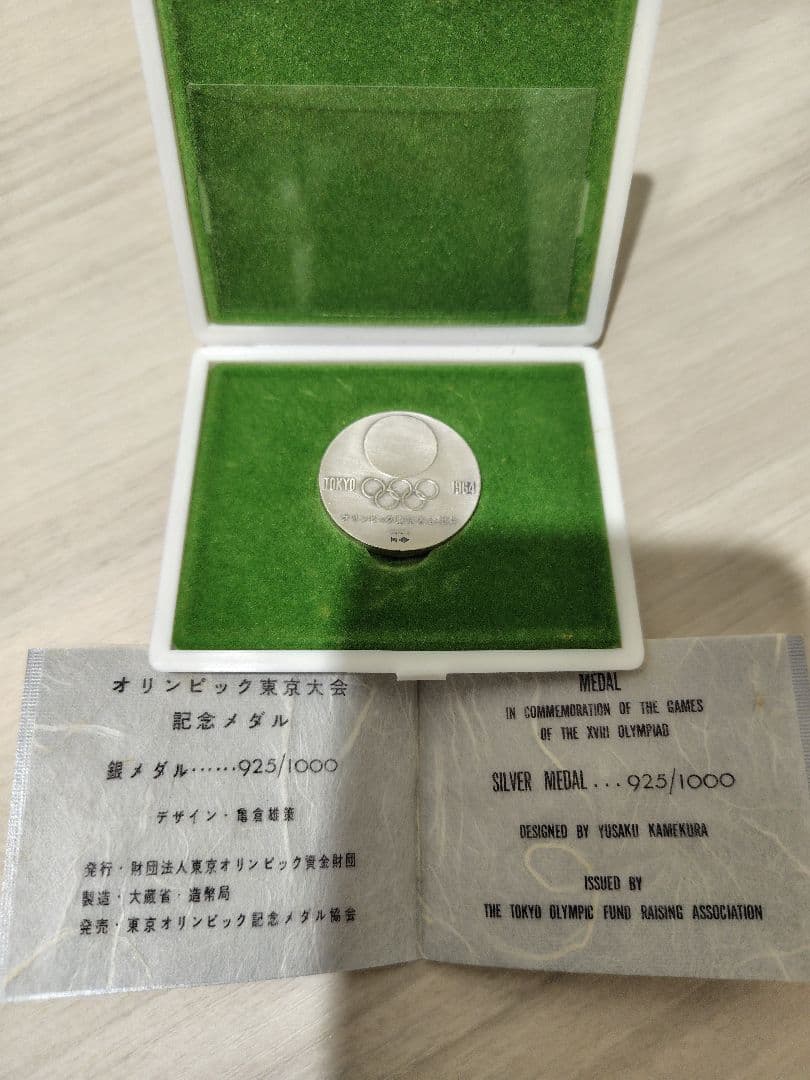 TOKYO 1964
オリンピック東京大会
記念メダル
銀メダル‥‥‥925/1000
デザイン・亀倉雄策
発行・財団法人東京オリンピック資金財団
製造・大蔵省・造幣局
発売・東京オリンピック記念メダル協会
MEDAL
IN COMMEMORATION OF THE GAMES
OF THE XVIII OLYMPIAD
SILVER MEDAL...925/1000
DESIGNED BY YUSAKU KAMEKURA
ISSUED BY
THE TOKYO OLYMPIC FUND RAISING ASSOCIATION